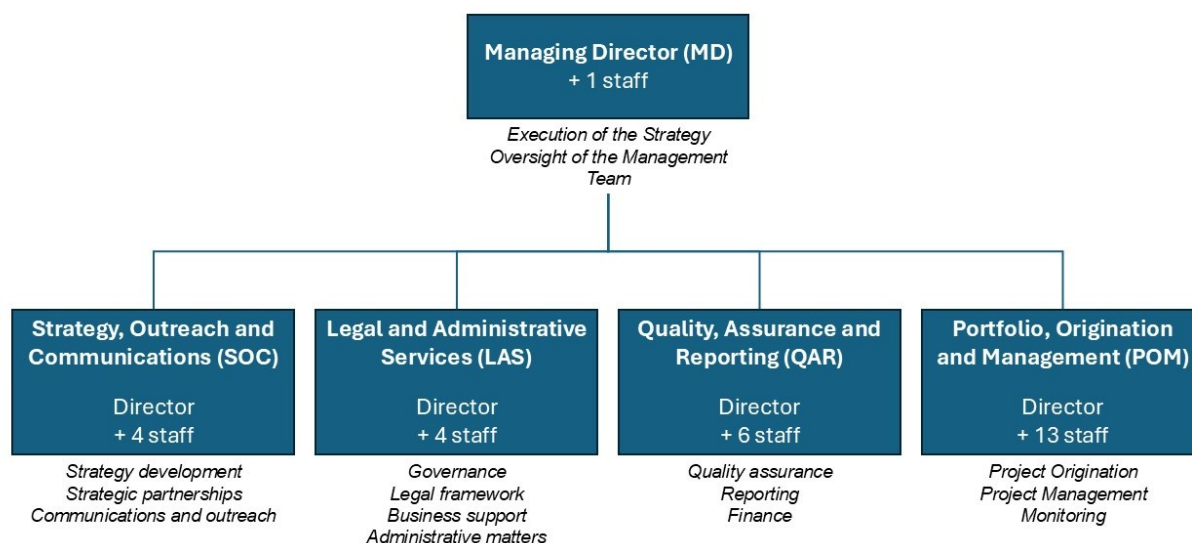 Managing Director (MD)
+ 1 staff
Execution of the Strategy
Oversight of the Management
Team
Strategy, Outreach and
Communications (SOC)
Director
+ 4 staff
Strategy development
Strategic partnerships
Communications and outreach
Legal and Administrative
Services (LAS)
Director
+ 4 staff
Governance
Legal framework
Business support
Administrative matters
Quality, Assurance and
Reporting (QAR)
Director
+ 6 staff
Quality assurance
Reporting
Finance
Portfolio, Origination
and Management (POM)
Director
+ 13 staff
Project Origination
Project Management
Monitoring